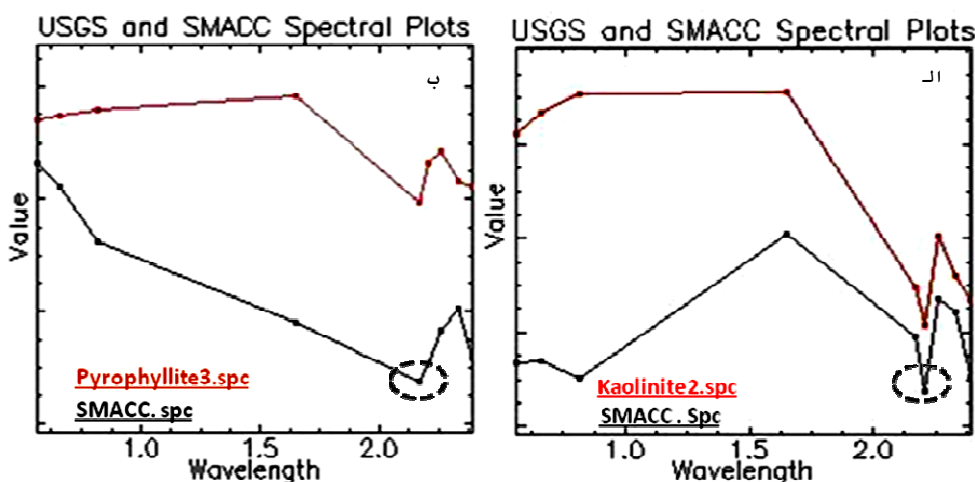 USGS and SMACC Spectral Plots
ب
Value
Pyrophyllite3.spc
SMACC.spc
1.0 1.5 2.0
Wavelength
USGS and SMACC Spectral Plots
الـ
Value
Kaolinite2.spc
SMACC.Spc
1.0 1.5 2.0
Wavelength